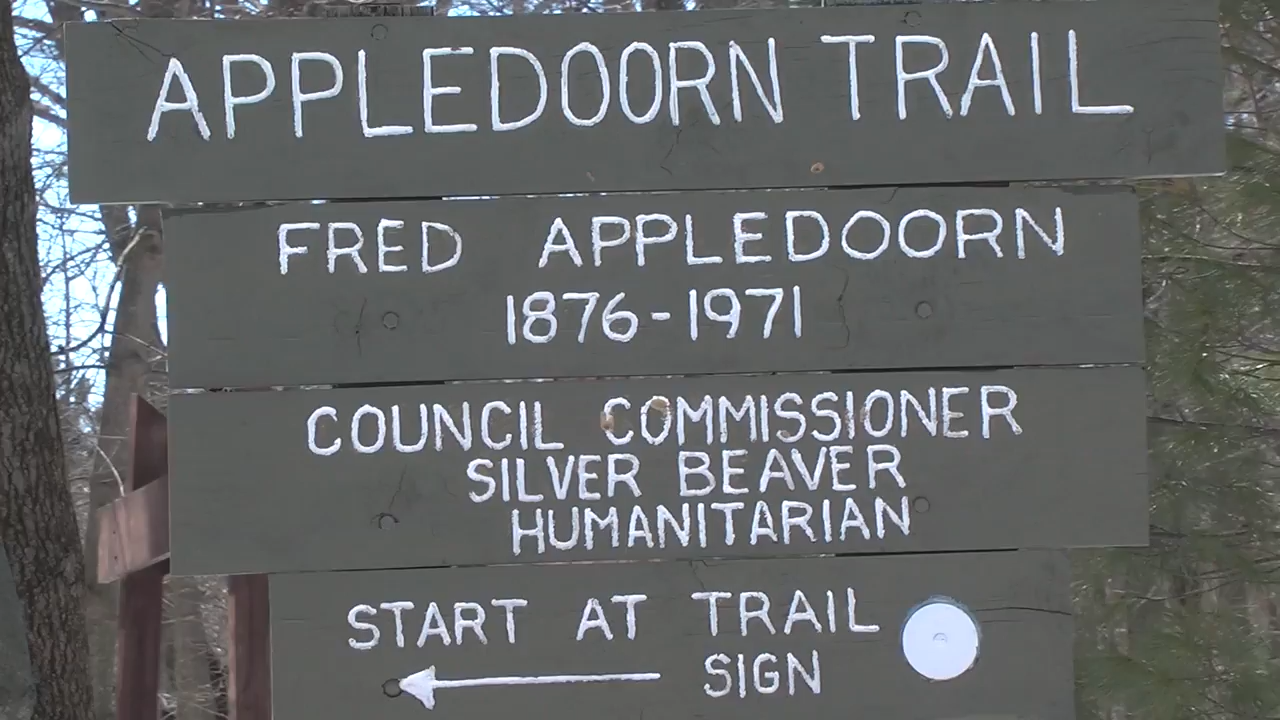 APPLEDOORN TRAIL
FRED APPLEDOORN
1876-1971
COUNCIL COMMISSIONER
SILVER BEAVER
HUMANITARIAN
START AT TRAIL
SIGN